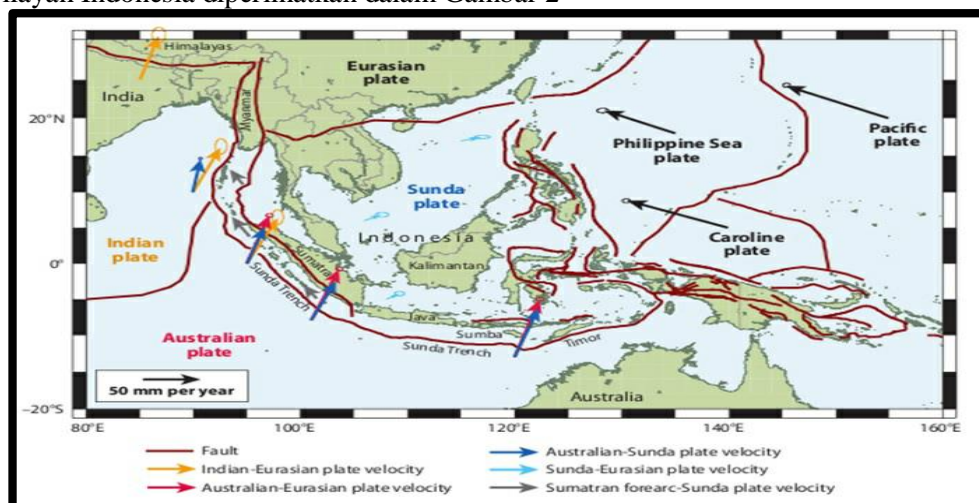 nayah Indonesia diperlihatkan dalam Gambar 2
Himalayas
Eurasian
plate
India
Myanmar
20°N
Philippine Sea
plate
Pacific
plate
Sunda
plate
Indian
plate
Indonesia
Caroline
plate
0°
Kalimantan
Sumatra
Sunda Trench
Java
Sumba
Timor
Sunda Trench
Australian
plate
50 mm per year
Australia
–20°S
80°E
100°E
120°E
140°E
160°E
Fault
Indian-Eurasian plate velocity
Australian-Eurasian plate velocity
Australian-Sunda plate velocity
Sunda-Eurasian plate velocity
Sumatran forearc-Sunda plate velocity